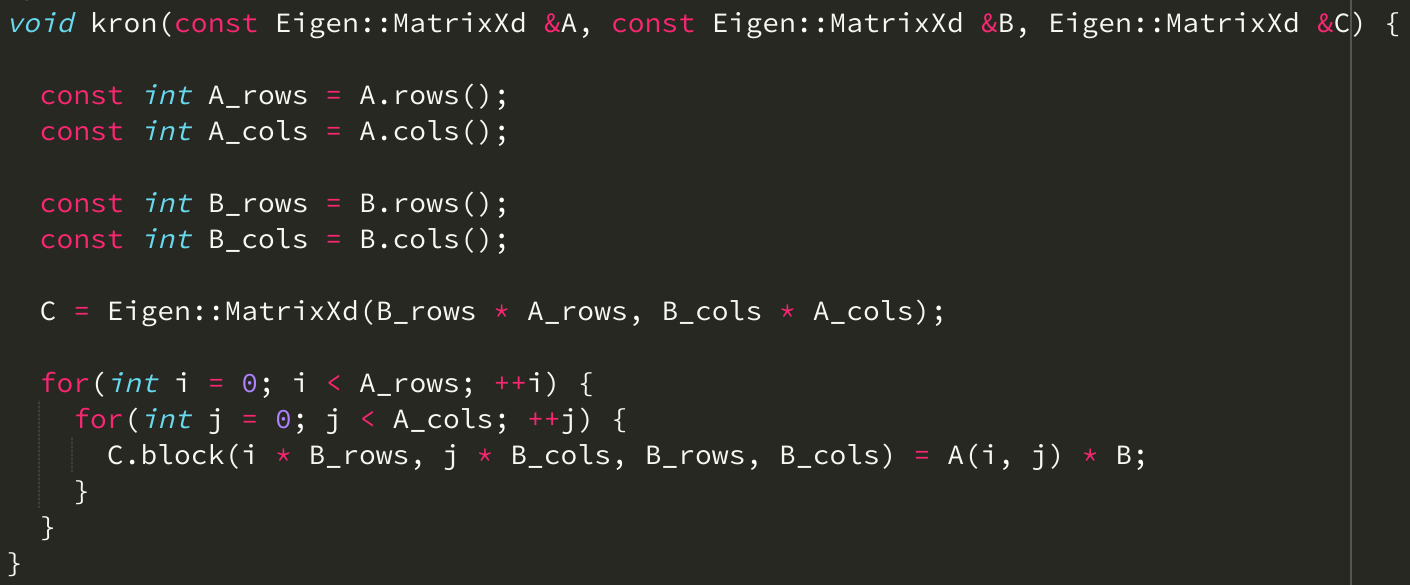 void kron(const Eigen::MatrixXd &A, const Eigen::MatrixXd &B, Eigen::MatrixXd &C) {
const int A_rows = A.rows();
const int A_cols = A.cols();
const int B_rows = B.rows();
const int B_cols = B.cols();
C = Eigen::MatrixXd(B_rows * A_rows, B_cols * A_cols);
for(int i = 0; i < A_rows; ++i) {
for(int j = 0; j < A_cols; ++j) {
C.block(i * B_rows, j * B_cols, B_rows, B_cols) = A(i, j) * B;
}
}
}